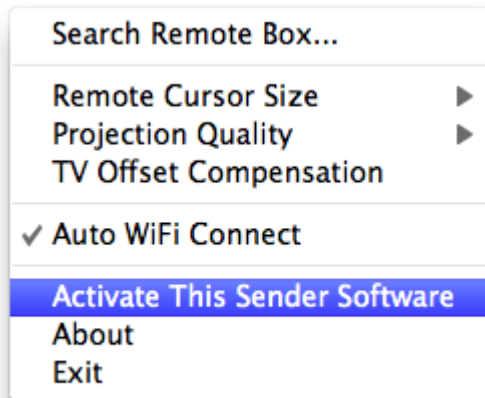 Search Remote Box...
Remote Cursor Size
Projection Quality
TV Offset Compensation
Auto WiFi Connect
Activate This Sender Software
About
Exit